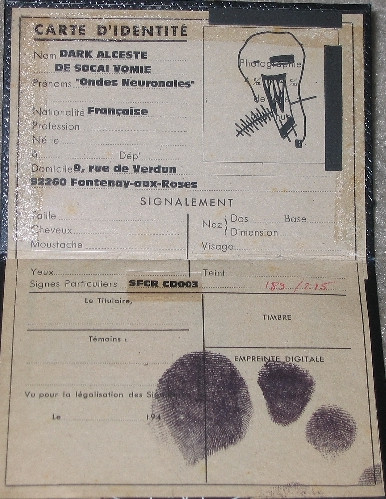 CARTE D'IDENTITÉ
Nom DARK ALCESTE
DE SOCAI VOMIE
Prénoms "Ondes Neuronales"
Nationalité Française
Profession
Né le
à Dép
Domicile 9, rue de Verdun
92260 Fontenay-aux-Roses
Photographie
de
SIGNALEMENT
Taille
Cheveux
Moustache
Nez
Dos Base
Dimension
Visage
Yeux
Teint
Signes Particuliers SFCR CD003
Le Titulaire,
TIMBRE
Témoins :
EMPREINTE DIGITALE
Vu pour la légalisation des
Le 194